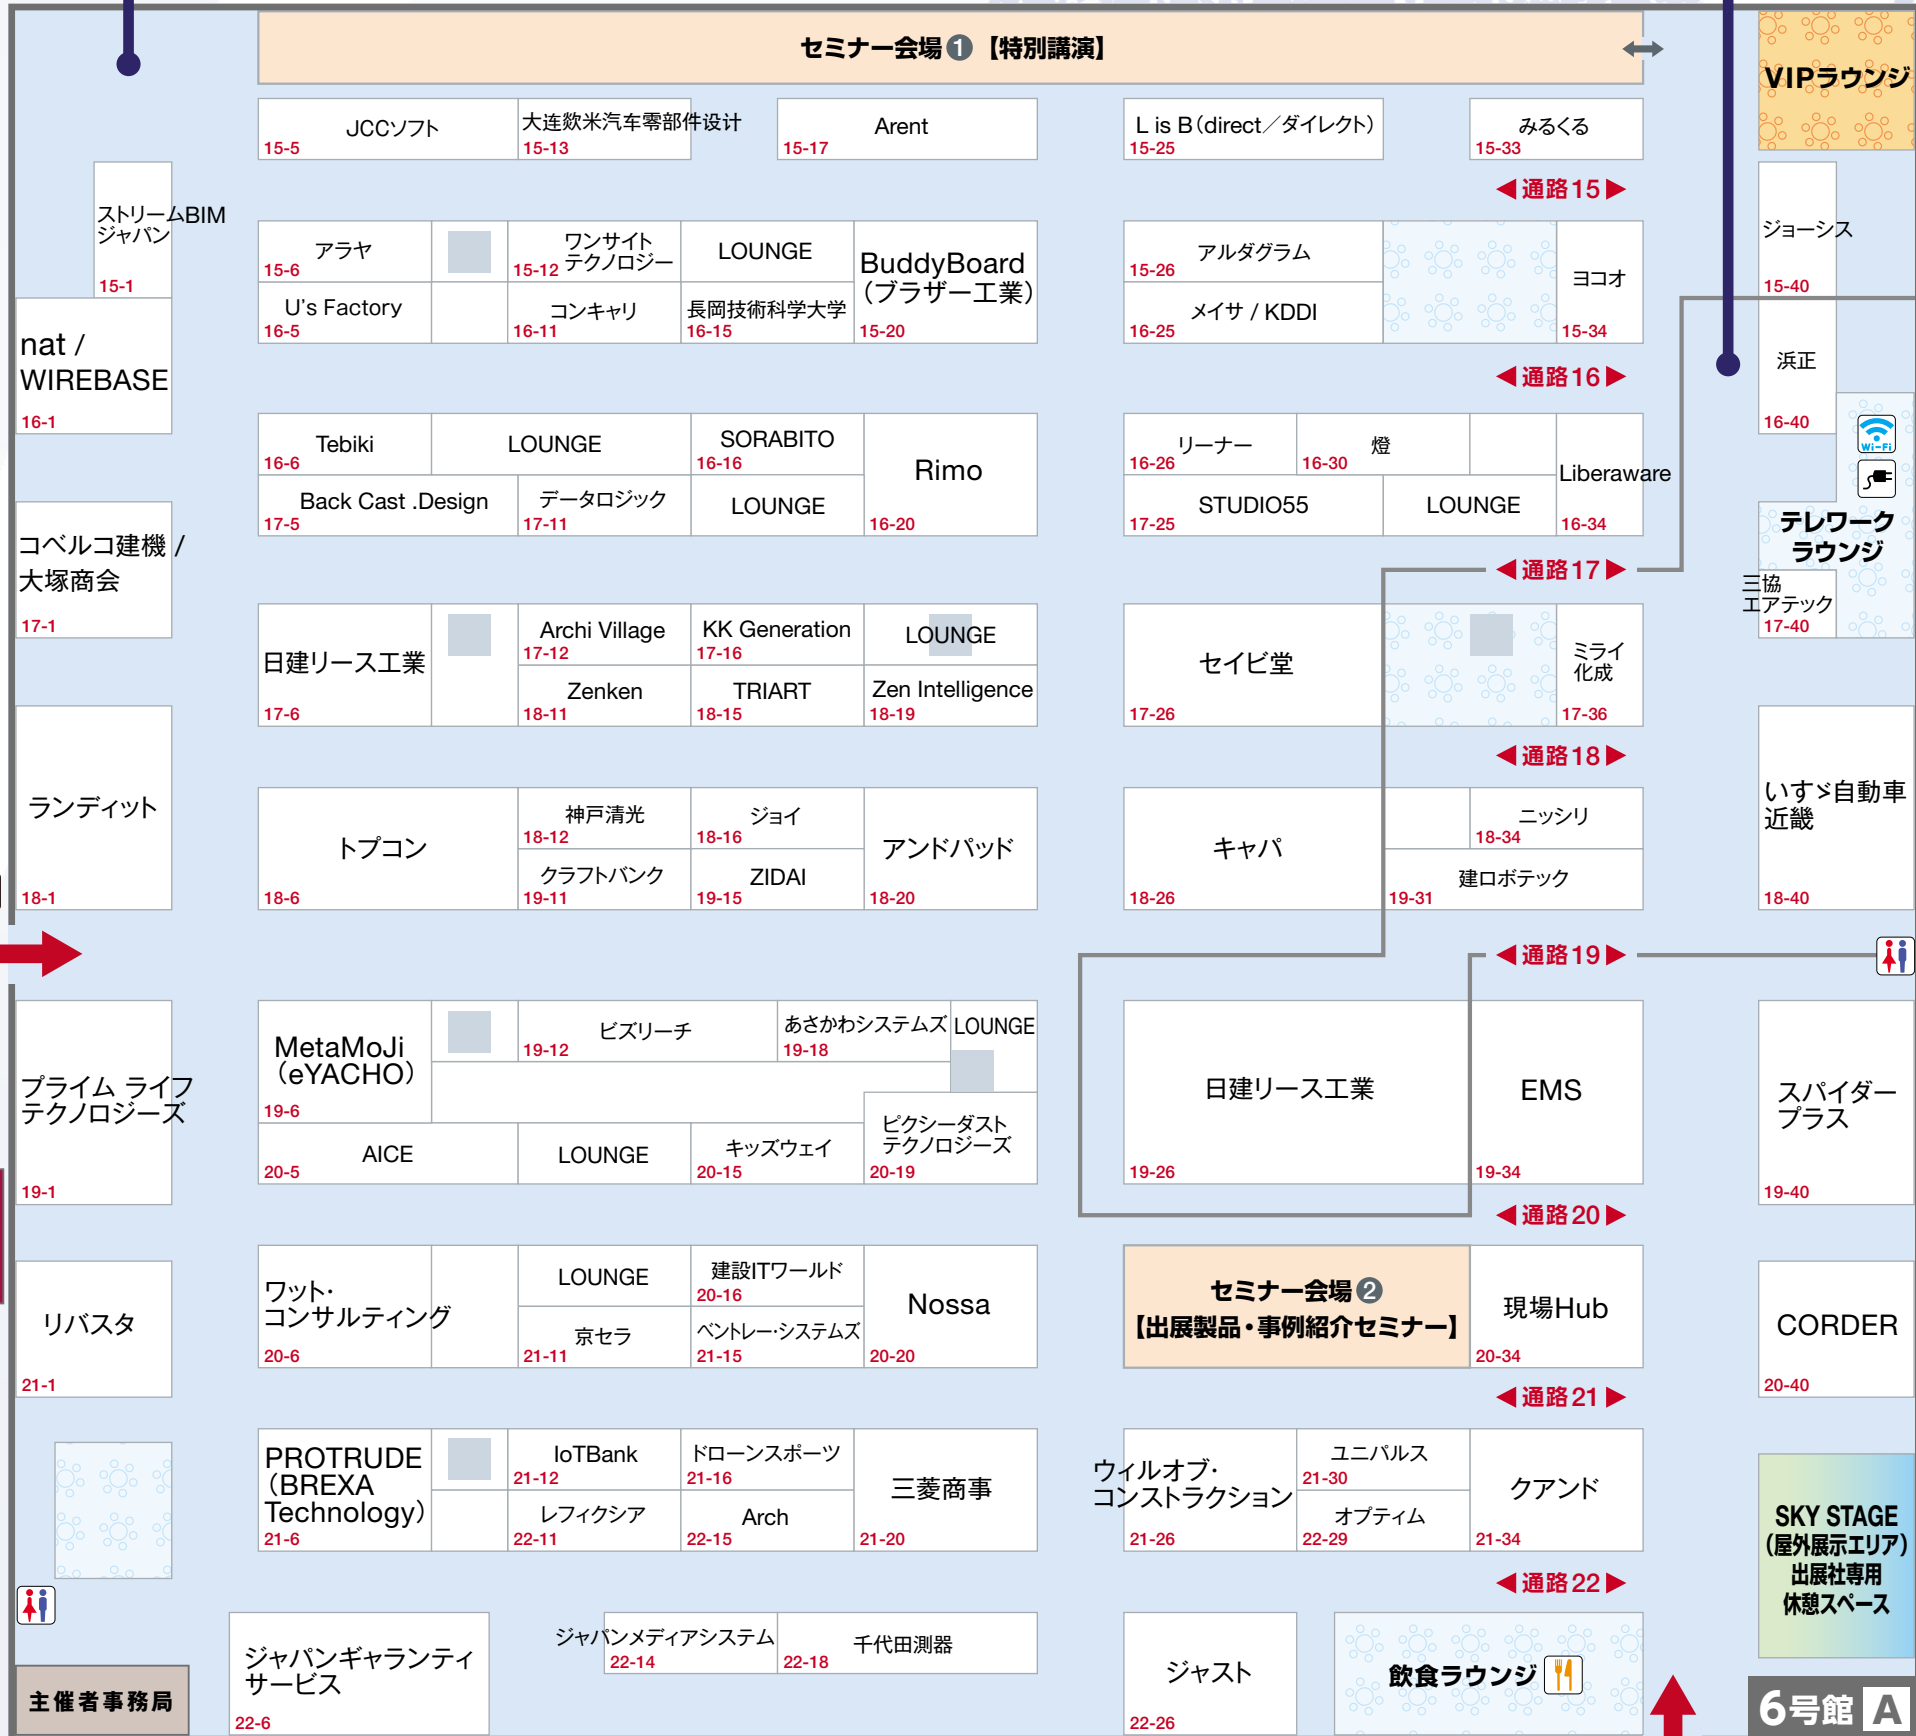 セミナー会場❶【特別講演】
VIPラウンジ
JCCソフト
15-5
大连欻米汽车零部件设计
15-13
Arent
15-17
L is B（direct／ダイレクト）
15-25
みるくる
15-33
◀通路15▶
ストリームBIM
ジャパン
15-1
アラヤ
15-6
ワンサイト
テクノロジー
15-12
LOUNGE
BuddyBoard
（ブラザー工業）
15-20
U's Factory
16-5
コンキャリ
16-11
長岡技術科学大学
16-15
アルダグラム
15-26
メイサ / KDDI
16-25
ヨコオ
15-34
ジョーシス
15-40
◀通路16▶
nat /
WIREBASE
16-1
浜正
16-40
Wi-Fi
Tebiki
16-6
LOUNGE
SORABITO
16-16
Rimo
16-20
Back Cast .Design
17-5
データロジック
17-11
LOUNGE
リーナー
16-26
燈
16-30
Liberaware
16-34
STUDIO55
17-25
LOUNGE
テレワーク
ラウンジ
三協
エアテック
17-40
◀通路17▶
コベルコ建機 /
大塚商会
17-1
日建リース工業
17-6
Archi Village
17-12
KK Generation
17-16
LOUNGE
Zenken
18-11
TRIART
18-15
Zen Intelligence
18-19
セイビ堂
17-26
ミライ
化成
17-36
◀通路18▶
ランディット
18-1
トプコン
18-6
神戸清光
18-12
ジョイ
18-16
アンドパッド
18-20
クラフトバンク
19-11
ZIDAI
19-15
キャパ
18-26
ニッシリ
18-34
建ロボテック
19-31
いすゞ自動車
近畿
18-40
◀通路19▶
プライム ライフ
テクノロジーズ
19-1
MetaMoJi
（eYACHO）
19-6
ビズリーチ
19-12
あさかわシステムズ
19-18
LOUNGE
AICE
20-5
LOUNGE
キッズウェイ
20-15
ピクシーダスト
テクノロジーズ
20-19
日建リース工業
19-26
EMS
19-34
スパイダー
プラス
19-40
◀通路20▶
リバスタ
21-1
ワット・
コンサルティング
20-6
LOUNGE
建設ITワールド
20-16
Nossa
20-20
京セラ
21-11
ベントレー・システムズ
21-15
セミナー会場❷
【出展製品・事例紹介セミナー】
現場Hub
20-34
CORDER
20-40
◀通路21▶
PROTRUDE
（BREXA
Technology）
21-6
IoTBank
21-12
ドローンスポーツ
21-16
三菱商事
21-20
レフィクシア
22-11
Arch
22-15
ウィルオブ・
コンストラクション
21-26
ユニパルス
21-30
オプティム
22-29
クアンド
21-34
SKY STAGE
（屋外展示エリア）
出展社専用
休憩スペース
◀通路22▶
主催者事務局
ジャパンギャランティ
サービス
22-6
ジャパンメディアシステム
22-14
千代田測器
22-18
ジャスト
22-26
飲食ラウンジ
6号館 A